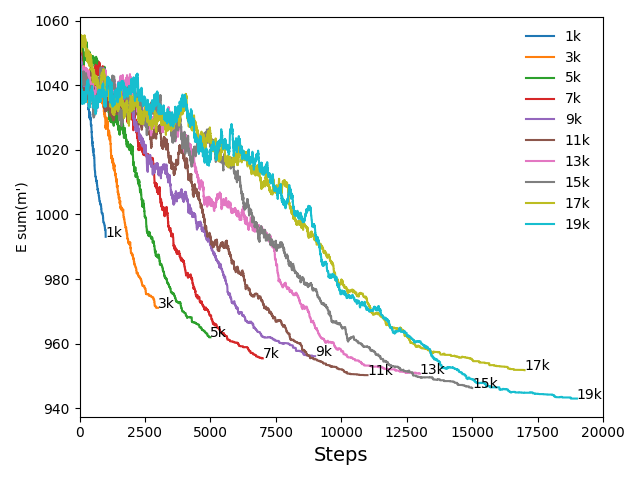 1060
1040
1020
1000
980
960
940
E sum(m')
0
2500
5000
7500
10000
12500
15000
17500
20000
Steps
1k
3k
5k
7k
9k
11k
13k
15k
17k
19k
1k
3k
5k
7k
9k
11k
13k
15k
17k
19k